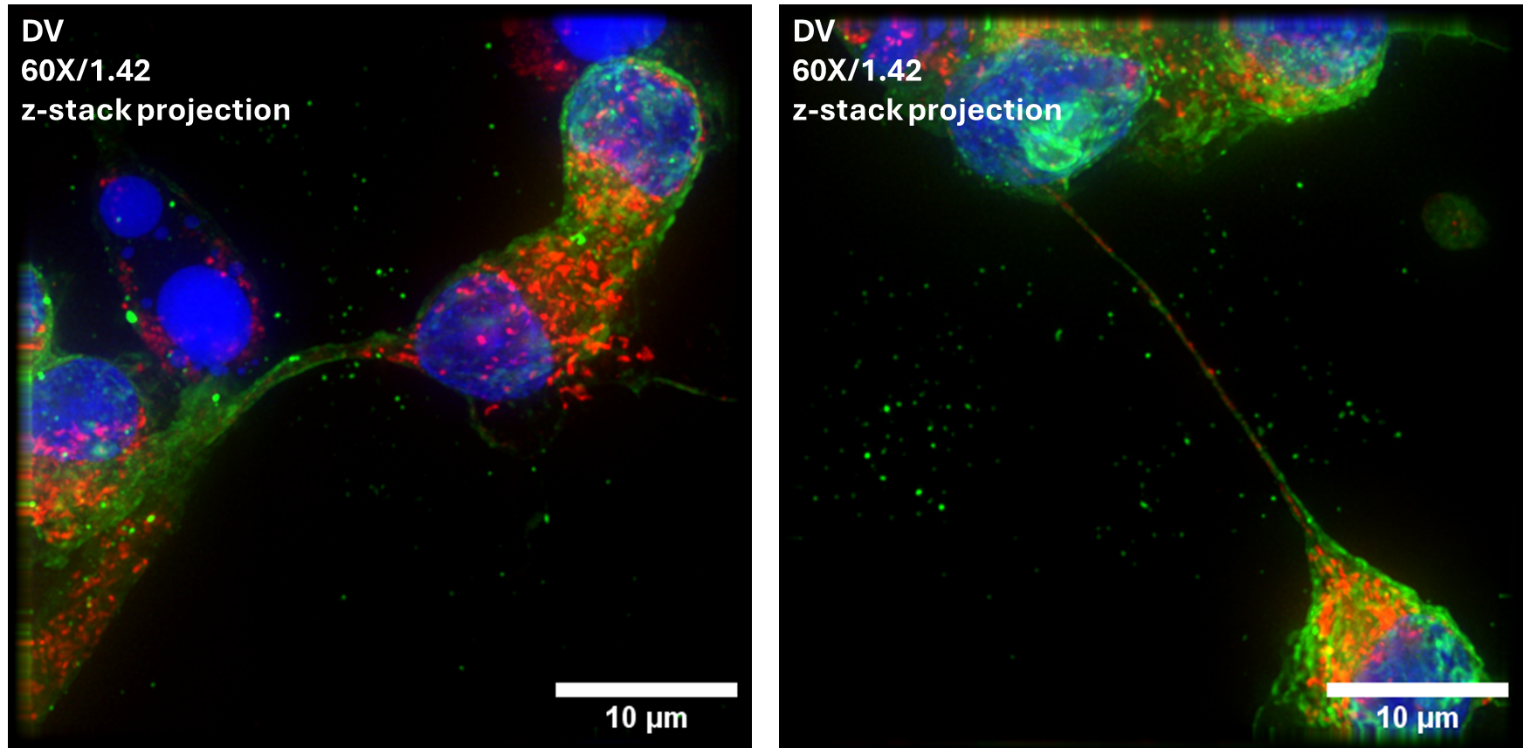 DV
60X/1.42
z-stack projection
10 µm
DV
60X/1.42
z-stack projection
10 µm